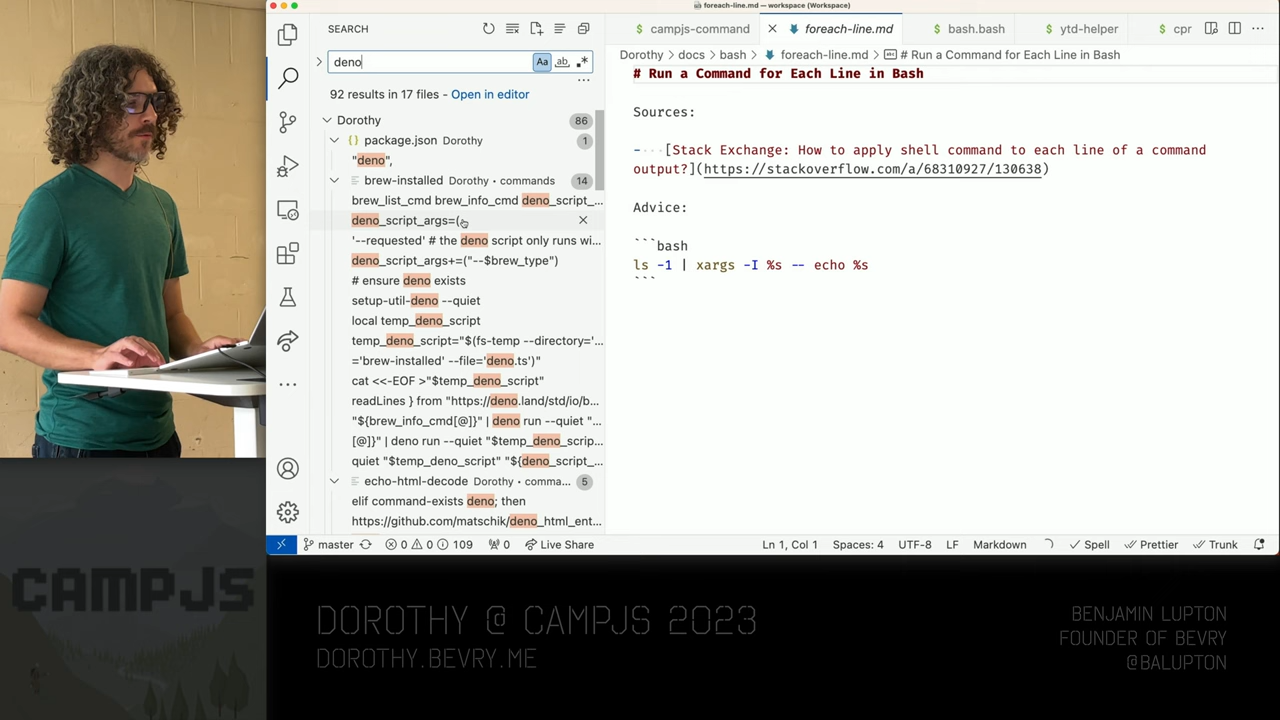 foreach-line.md — workspace (Workspace)
SEARCH
campjs-command
foreach-line.md
bash.bash
ytd-helper
cpr
Dorothy › docs › bash › foreach-line.md › # Run a Command for Each Line in Bash
deno
Aa
ab
92 results in 17 files - Open in editor
Dorothy 86
package.json Dorothy 1
"deno",
brew-installed Dorothy • commands 14
brew_list_cmd brew_info_cmd deno_script_...
deno_script_args=(
'--requested' # the deno script only runs wi...
deno_script_args+=("--$brew_type")
# ensure deno exists
setup-util-deno --quiet
local temp_deno_script
temp_deno_script="$(fs-temp --directory='...
='brew-installed' --file='deno.ts')"
cat <<-EOF >"$temp_deno_script"
readLines } from "https://deno.land/std/io/b...
"${brew_info_cmd[@]}" | deno run --quiet "...
[@]}" | deno run --quiet "$temp_deno_scrip...
quiet "$temp_deno_script" "${deno_script_...
echo-html-decode Dorothy • comma... 5
elif command-exists deno; then
https://github.com/matschik/deno_html_ent...
# Run a Command for Each Line in Bash
Sources:
- [Stack Exchange: How to apply shell command to each line of a command
output?](https://stackoverflow.com/a/68310927/130638)
Advice:
```bash
ls -1 | xargs -I %s -- echo %s
```
master
0 0 109
0
Live Share
Ln 1, Col 1
Spaces: 4
UTF-8
LF
Markdown
Spell
Prettier
Trunk
CAMPJS
DOROTHY @ CAMPJS 2023
DOROTHY.BEVRY.ME
BENJAMIN LUPTON
FOUNDER OF BEVRY
@BALUPTON